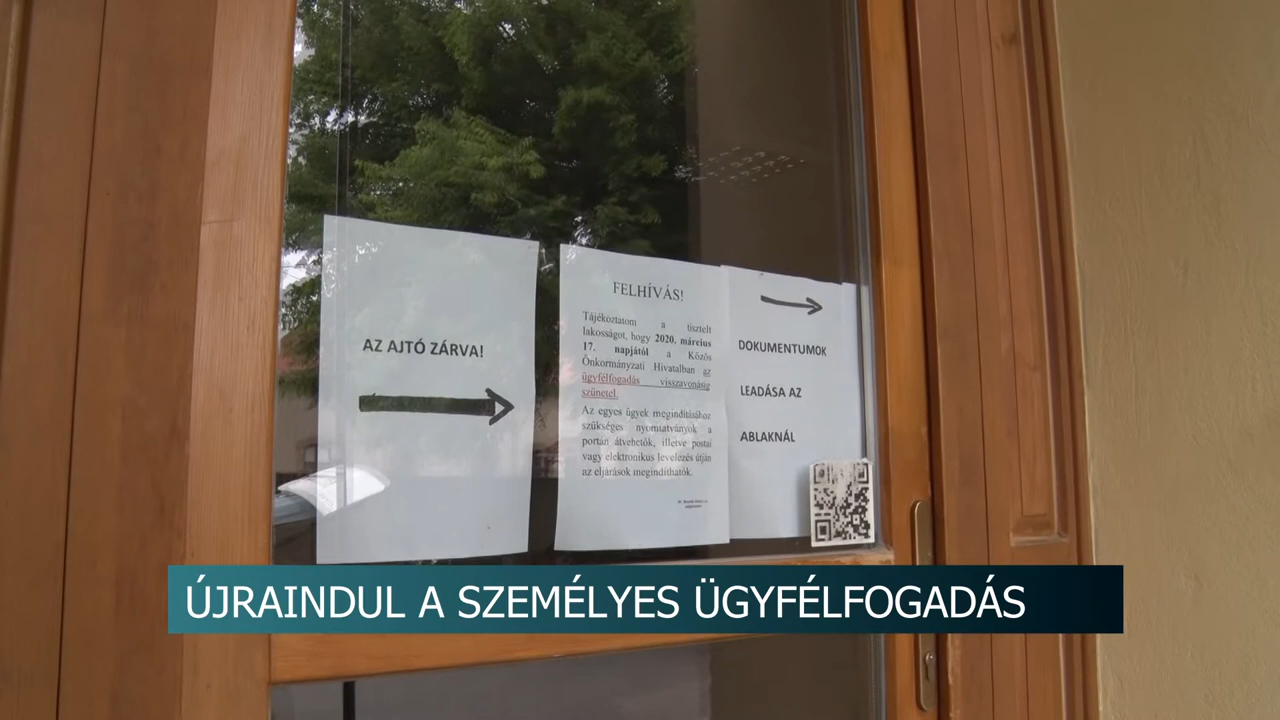 AZ AJTÓ ZÁRVA!
FELHÍVÁS!
Tájékoztatom a tisztelt
lakosságot, hogy 2020. március
17. napjától a Közös
Önkormányzati Hivatalban az
ügyfélfogadás visszavonásig
szünetel.
Az egyes ügyek megindításához
szükséges nyomtatványok a
portán átvehetők, illetve postai
vagy elektronikus levelezés útján
az eljárások megindíthatók.
DOKUMENTUMOK
LEADÁSA AZ
ABLAKNÁL
ÚJRAINDUL A SZEMÉLYES ÜGYFÉLFOGADÁS